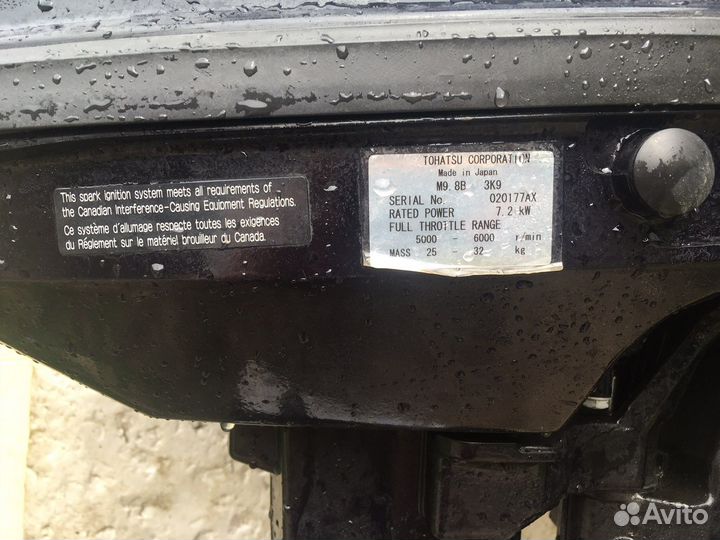 This spark ignition system meets all requirements of
the Canadian Interference-Causing Equipment Regulations.
Ce système d'allumage respecte toutes les exigences
du Règlement sur le matériel brouilleur du Canada.
TOHATSU CORPORATION
Made in Japan
M9.8B 3K9
SERIAL No. 020177AX
RATED POWER 7.2 kW
FULL THROTTLE RANGE
5000 - 6000 r/min
MASS 25 - 32 kg
Avito